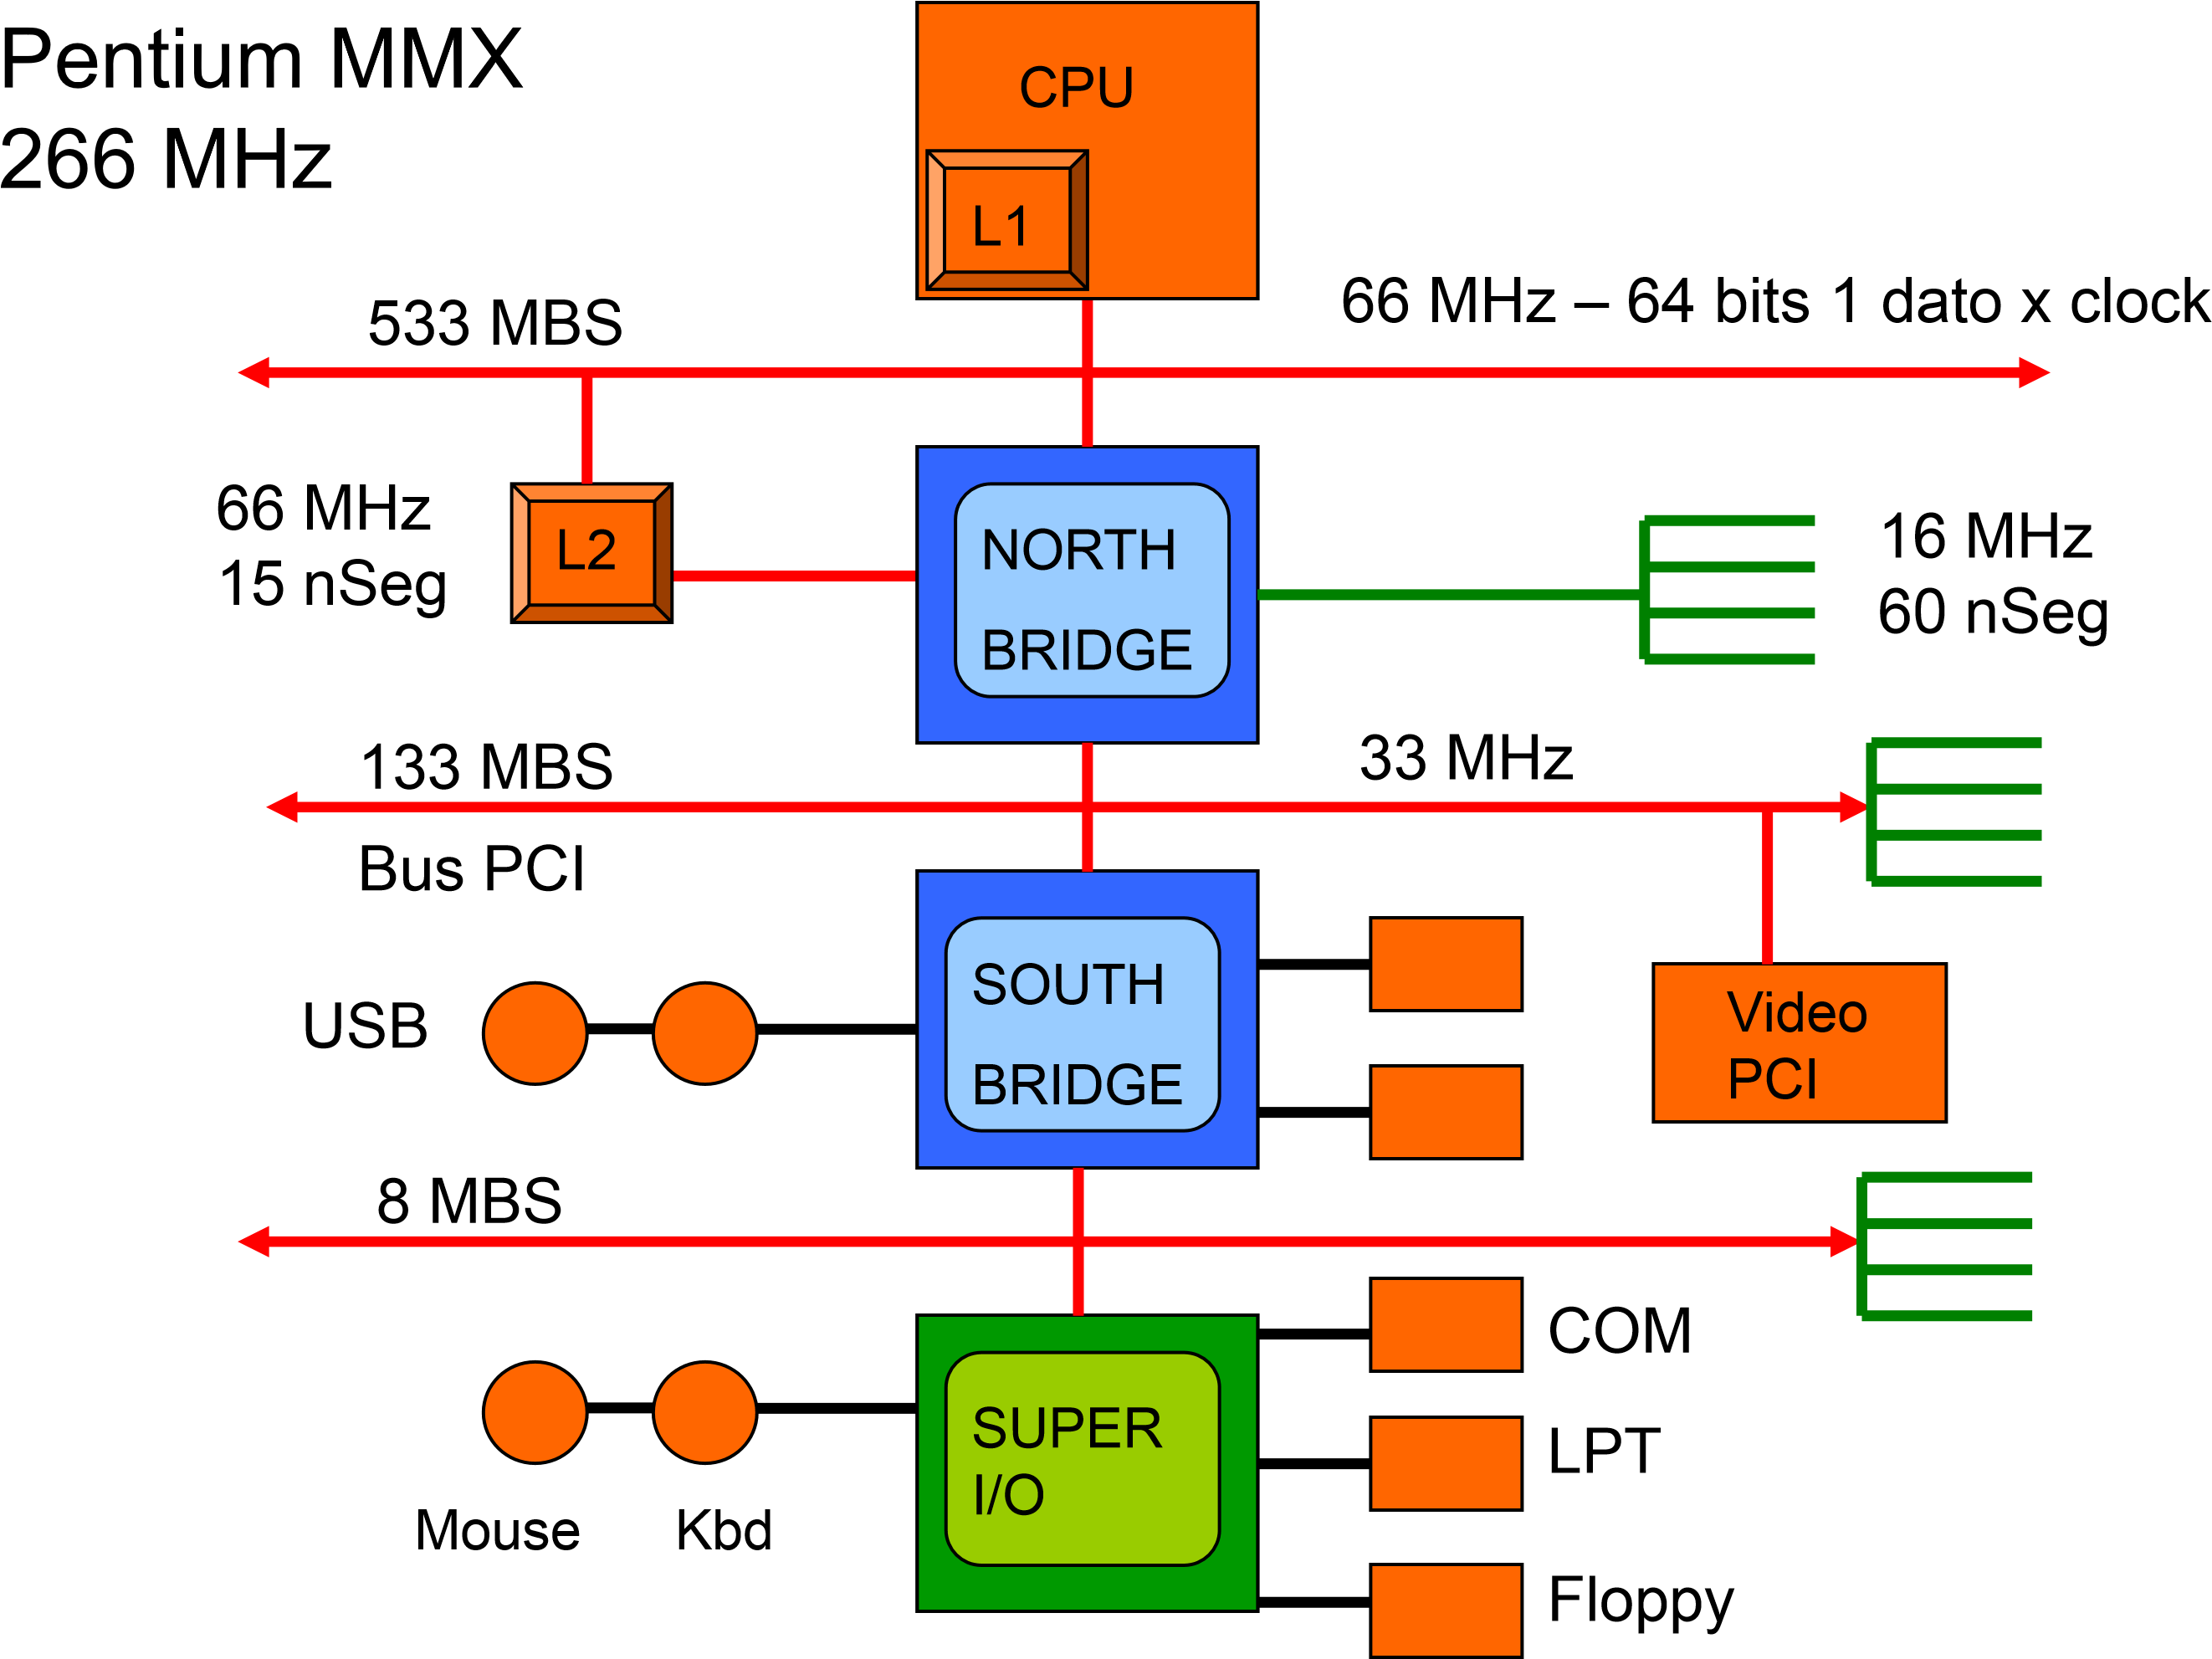 Pentium MMX
266 MHz
CPU
L1
533 MBS
66 MHz – 64 bits 1 dato x clock
66 MHz
15 nSeg
L2
NORTH
BRIDGE
16 MHz
60 nSeg
133 MBS
33 MHz
Bus PCI
USB
SOUTH
BRIDGE
Video
PCI
8 MBS
SUPER
I/O
COM
LPT
Floppy
Mouse
Kbd